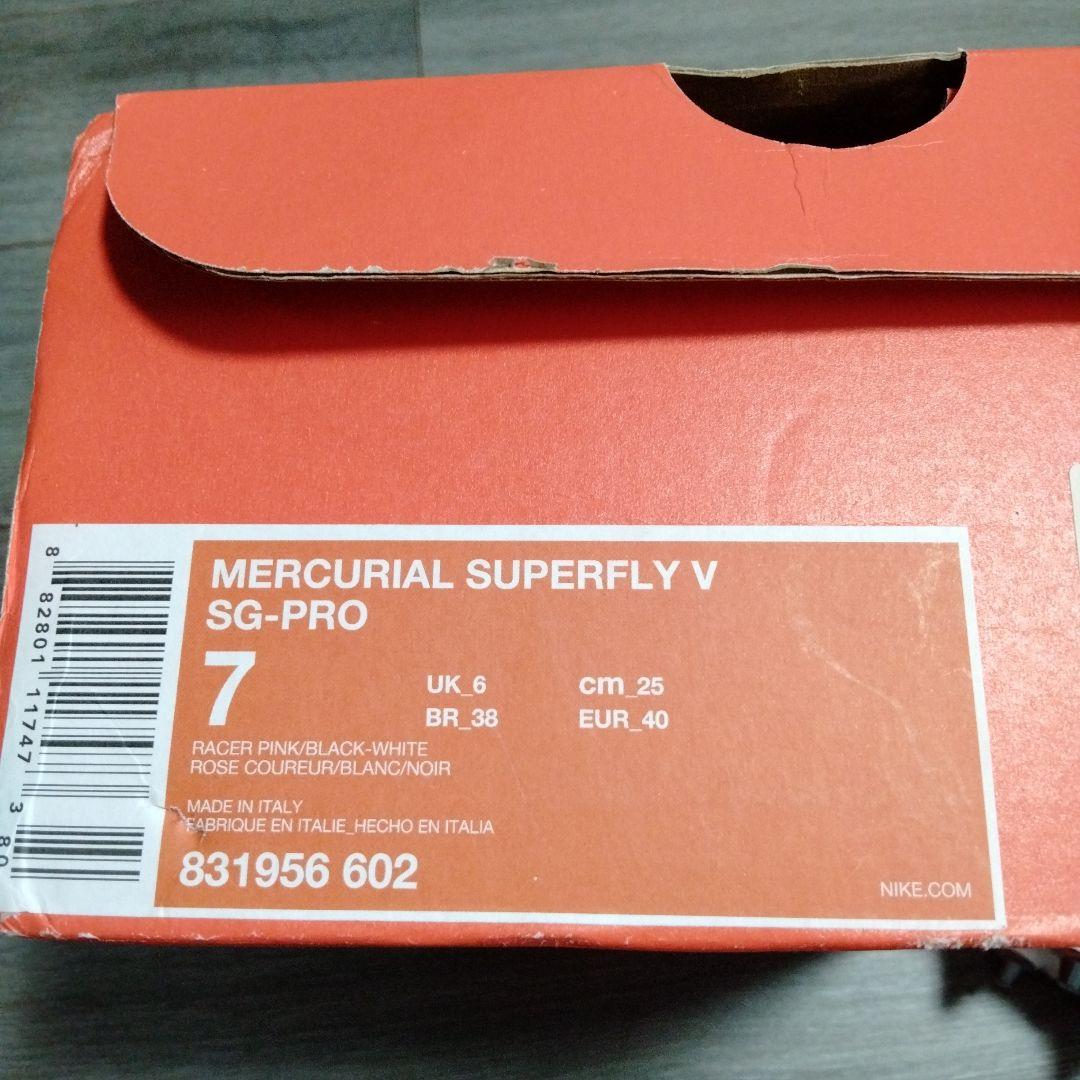 MERCURIAL SUPERFLY V
SG-PRO
7
UK_6
cm_25
BR_38
EUR_40
RACER PINK/BLACK-WHITE
ROSE COUREUR/BLANC/NOIR
MADE IN ITALY
FABRIQUE EN ITALIE_HECHO EN ITALIA
831956 602
NIKE.COM
8 82801 11747 3
80